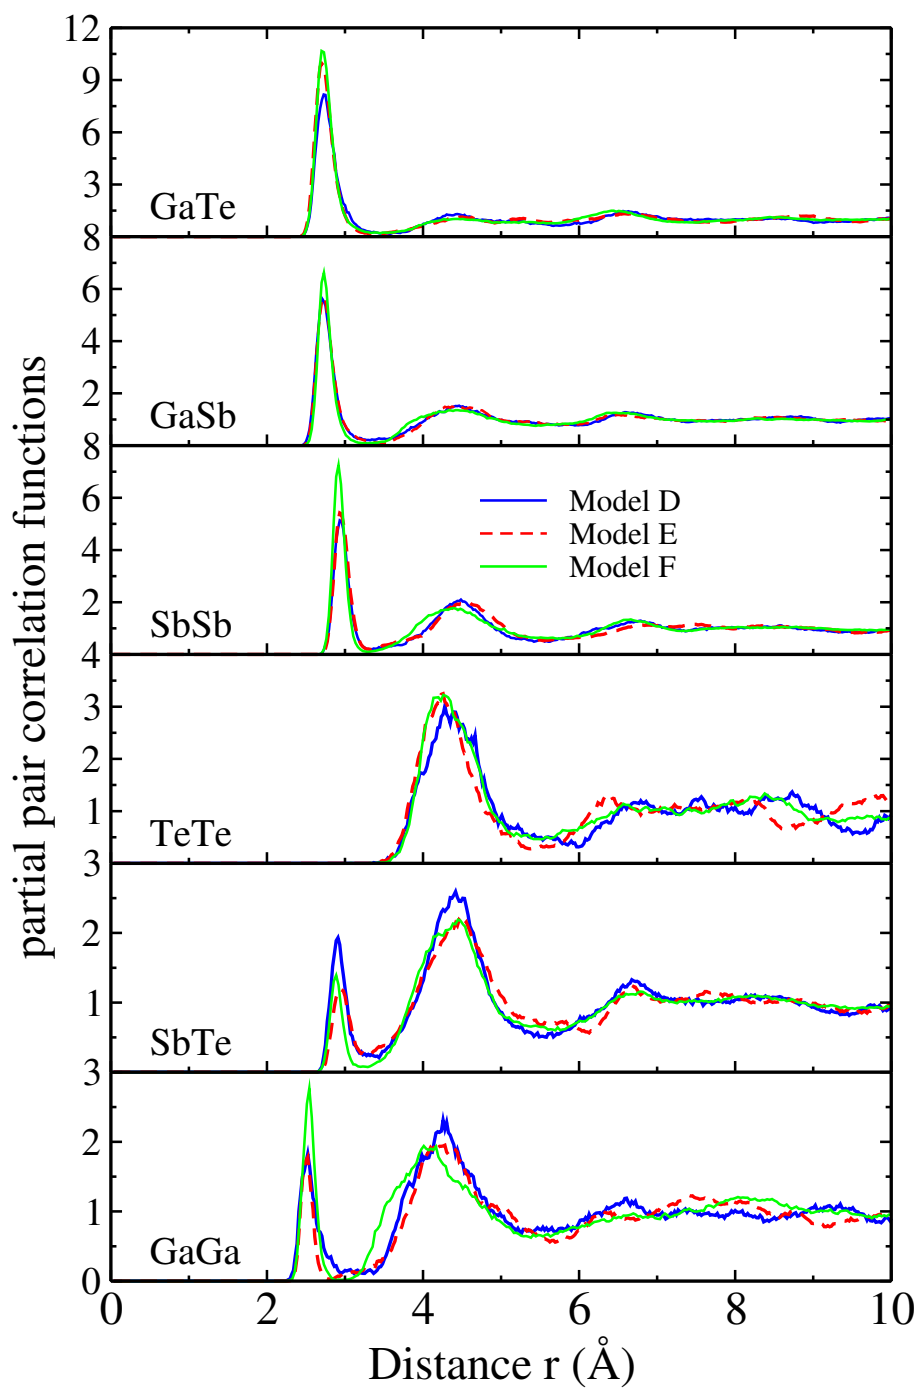 12
9
6
3
GaTe
8
6
4
2
GaSb
8
6
4
2
SbSb
Model D
Model E
Model F
4
3
2
1
TeTe
3
2
1
SbTe
3
2
1
GaGa
0
0 2 4 6 8 10
Distance r (Å)
partial pair correlation functions